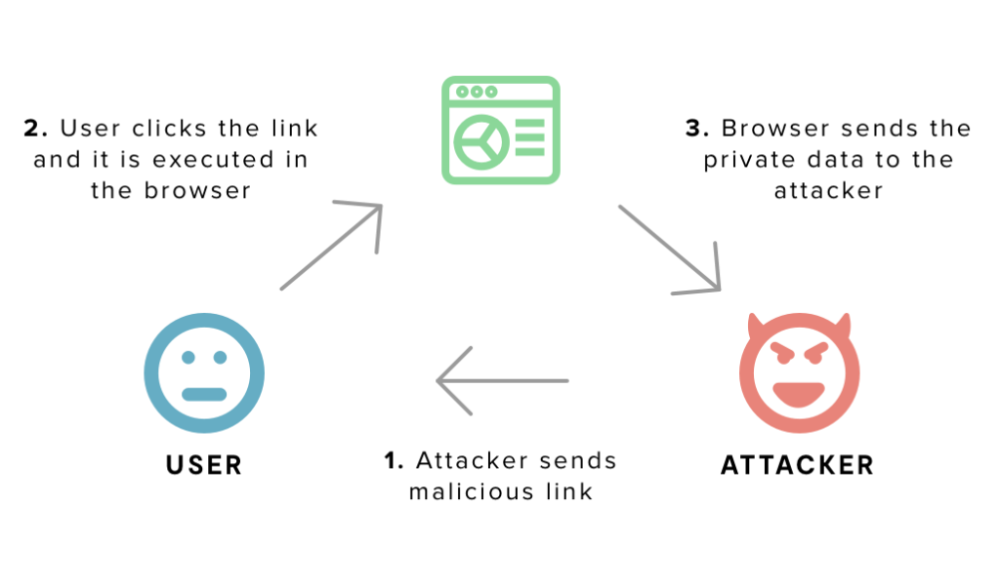 2. User clicks the link
and it is executed in
the browser
3. Browser sends the
private data to the
attacker
USER
1. Attacker sends
malicious link
ATTACKER